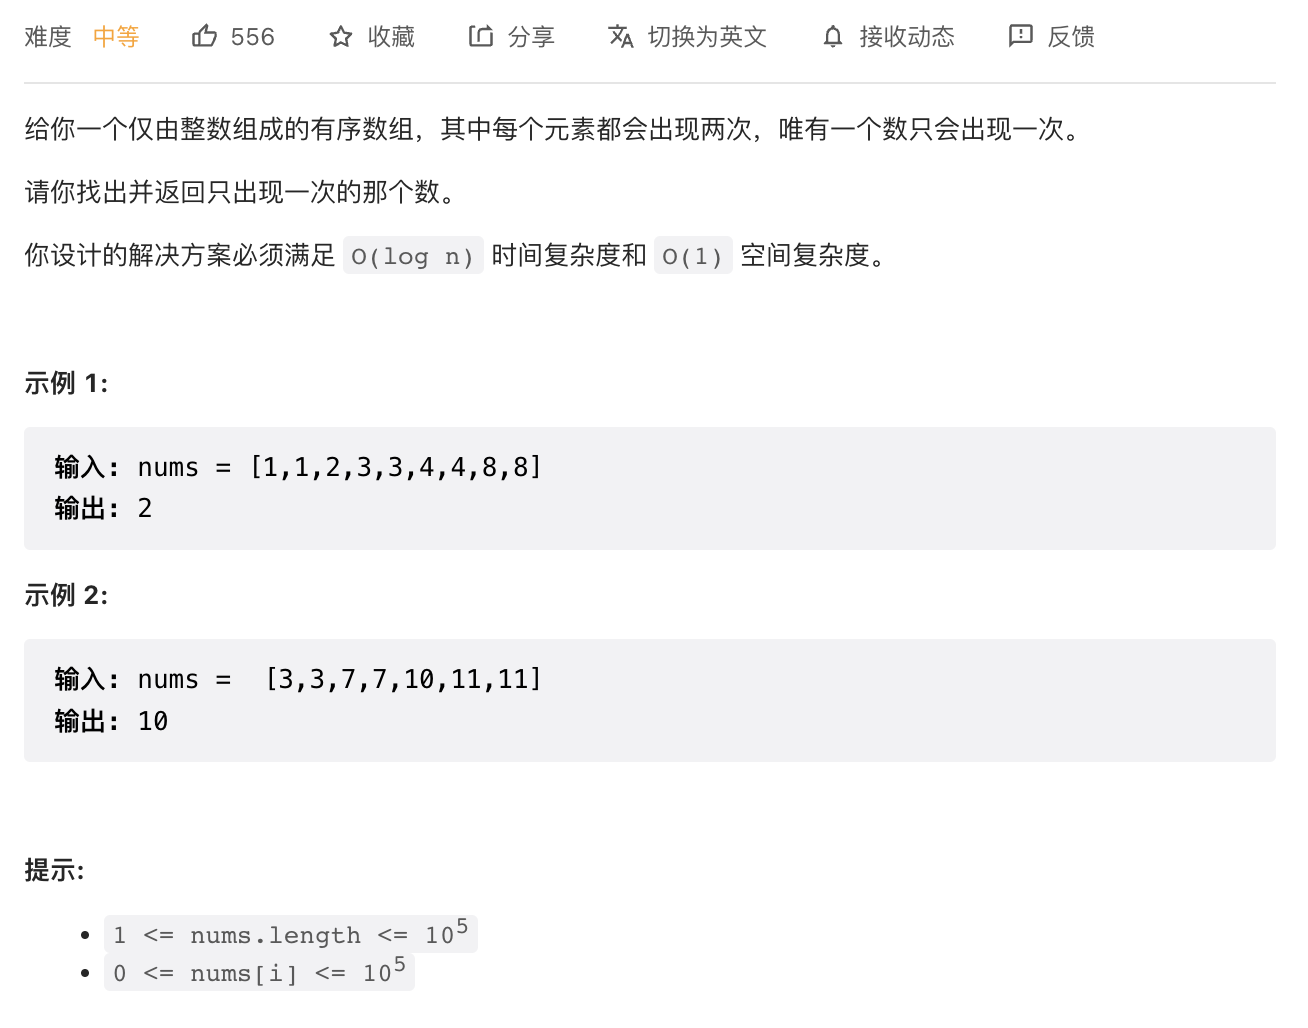 难度 中等 556 收藏 分享 切换为英文 接收动态 反馈
给你一个仅由整数组成的有序数组，其中每个元素都会出现两次，唯有一个数只会出现一次。
请你找出并返回只出现一次的那个数。
你设计的解决方案必须满足 O(log n) 时间复杂度和 O(1) 空间复杂度。
示例 1:
输入: nums = [1,1,2,3,3,4,4,8,8]
输出: 2
示例 2:
输入: nums =  [3,3,7,7,10,11,11]
输出: 10
提示:
• 1 <= nums.length <= 10⁵
• 0 <= nums[i] <= 10⁵